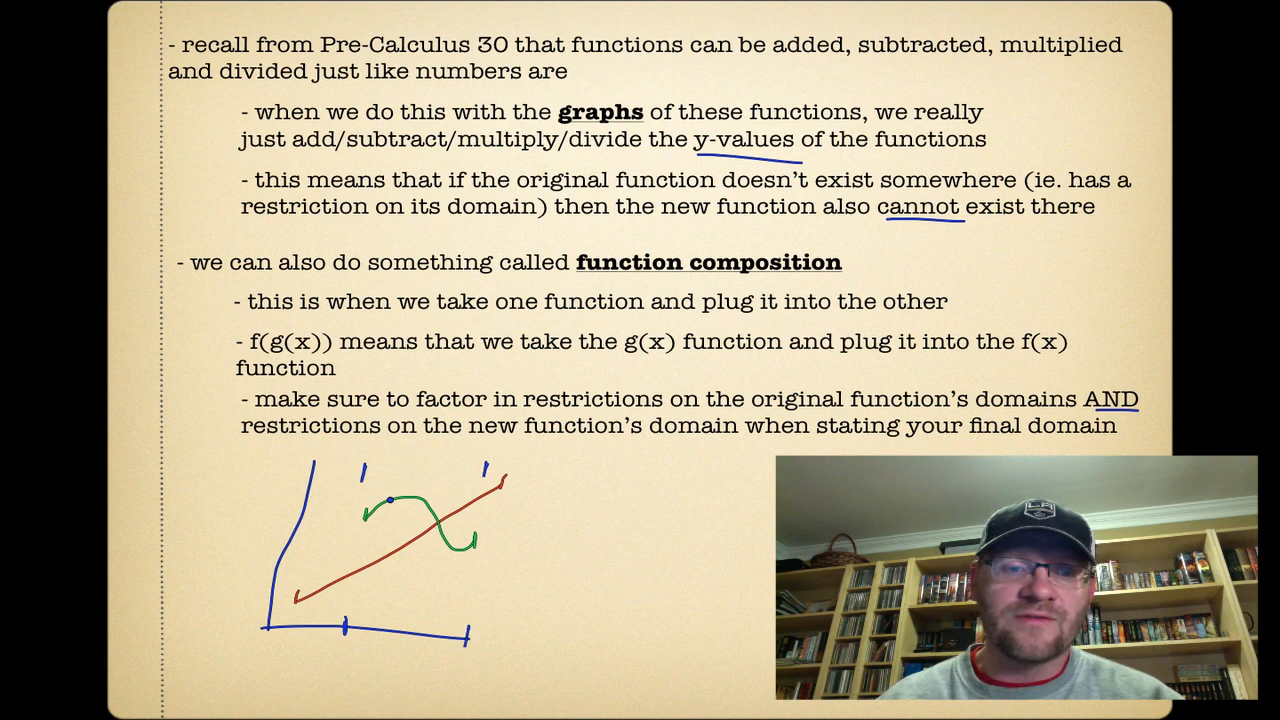 - recall from Pre-Calculus 30 that functions can be added, subtracted, multiplied
and divided just like numbers are
- when we do this with the graphs of these functions, we really
just add/subtract/multiply/divide the y-values of the functions
- this means that if the original function doesn't exist somewhere (ie. has a
restriction on its domain) then the new function also cannot exist there
- we can also do something called function composition
- this is when we take one function and plug it into the other
- f(g(x)) means that we take the g(x) function and plug it into the f(x)
function
- make sure to factor in restrictions on the original function's domains AND
restrictions on the new function's domain when stating your final domain
LA